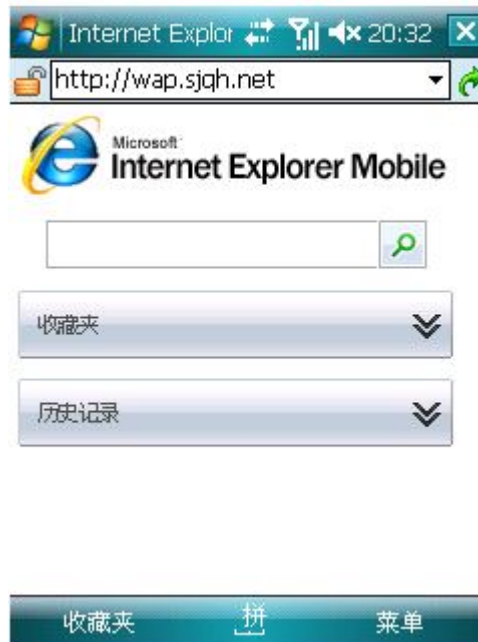 Internet Explor 20:32
http://wap.sjqh.net
Microsoft
Internet Explorer Mobile
收藏夹
历史记录
收藏夹 拼 菜单